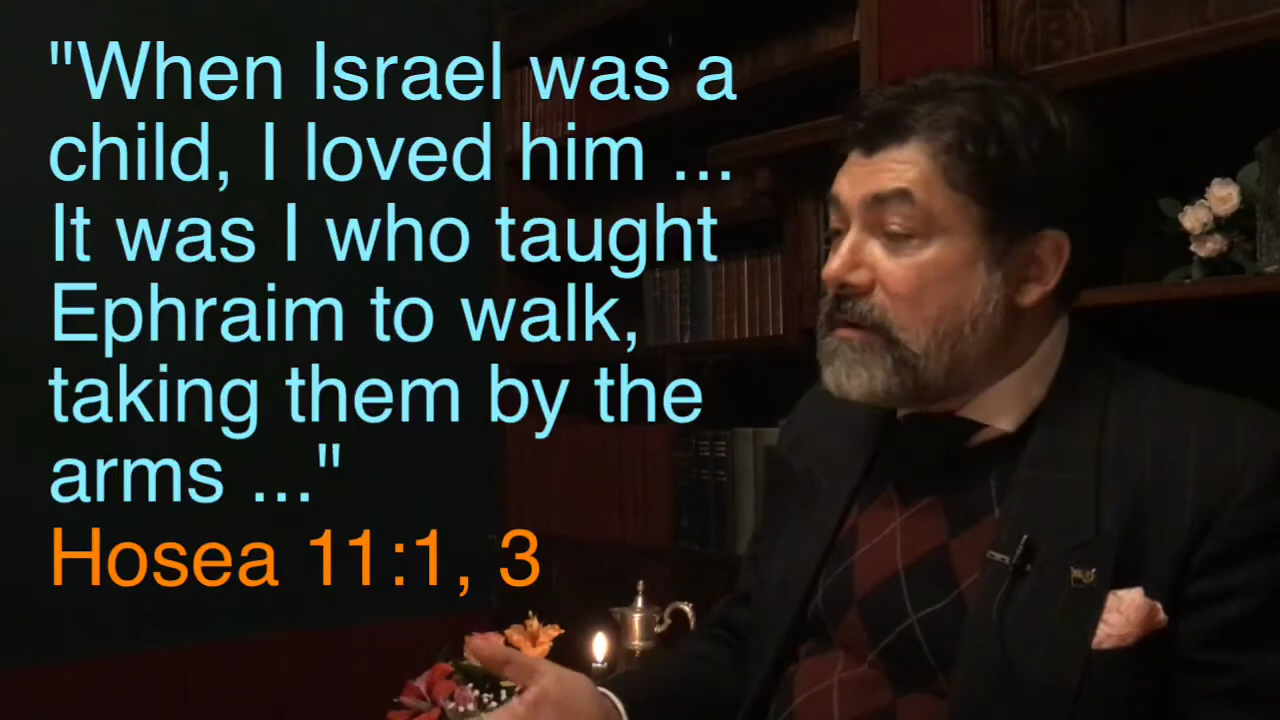 "When Israel was a
child, I loved him ...
It was I who taught
Ephraim to walk,
taking them by the
arms ..."
Hosea 11:1, 3